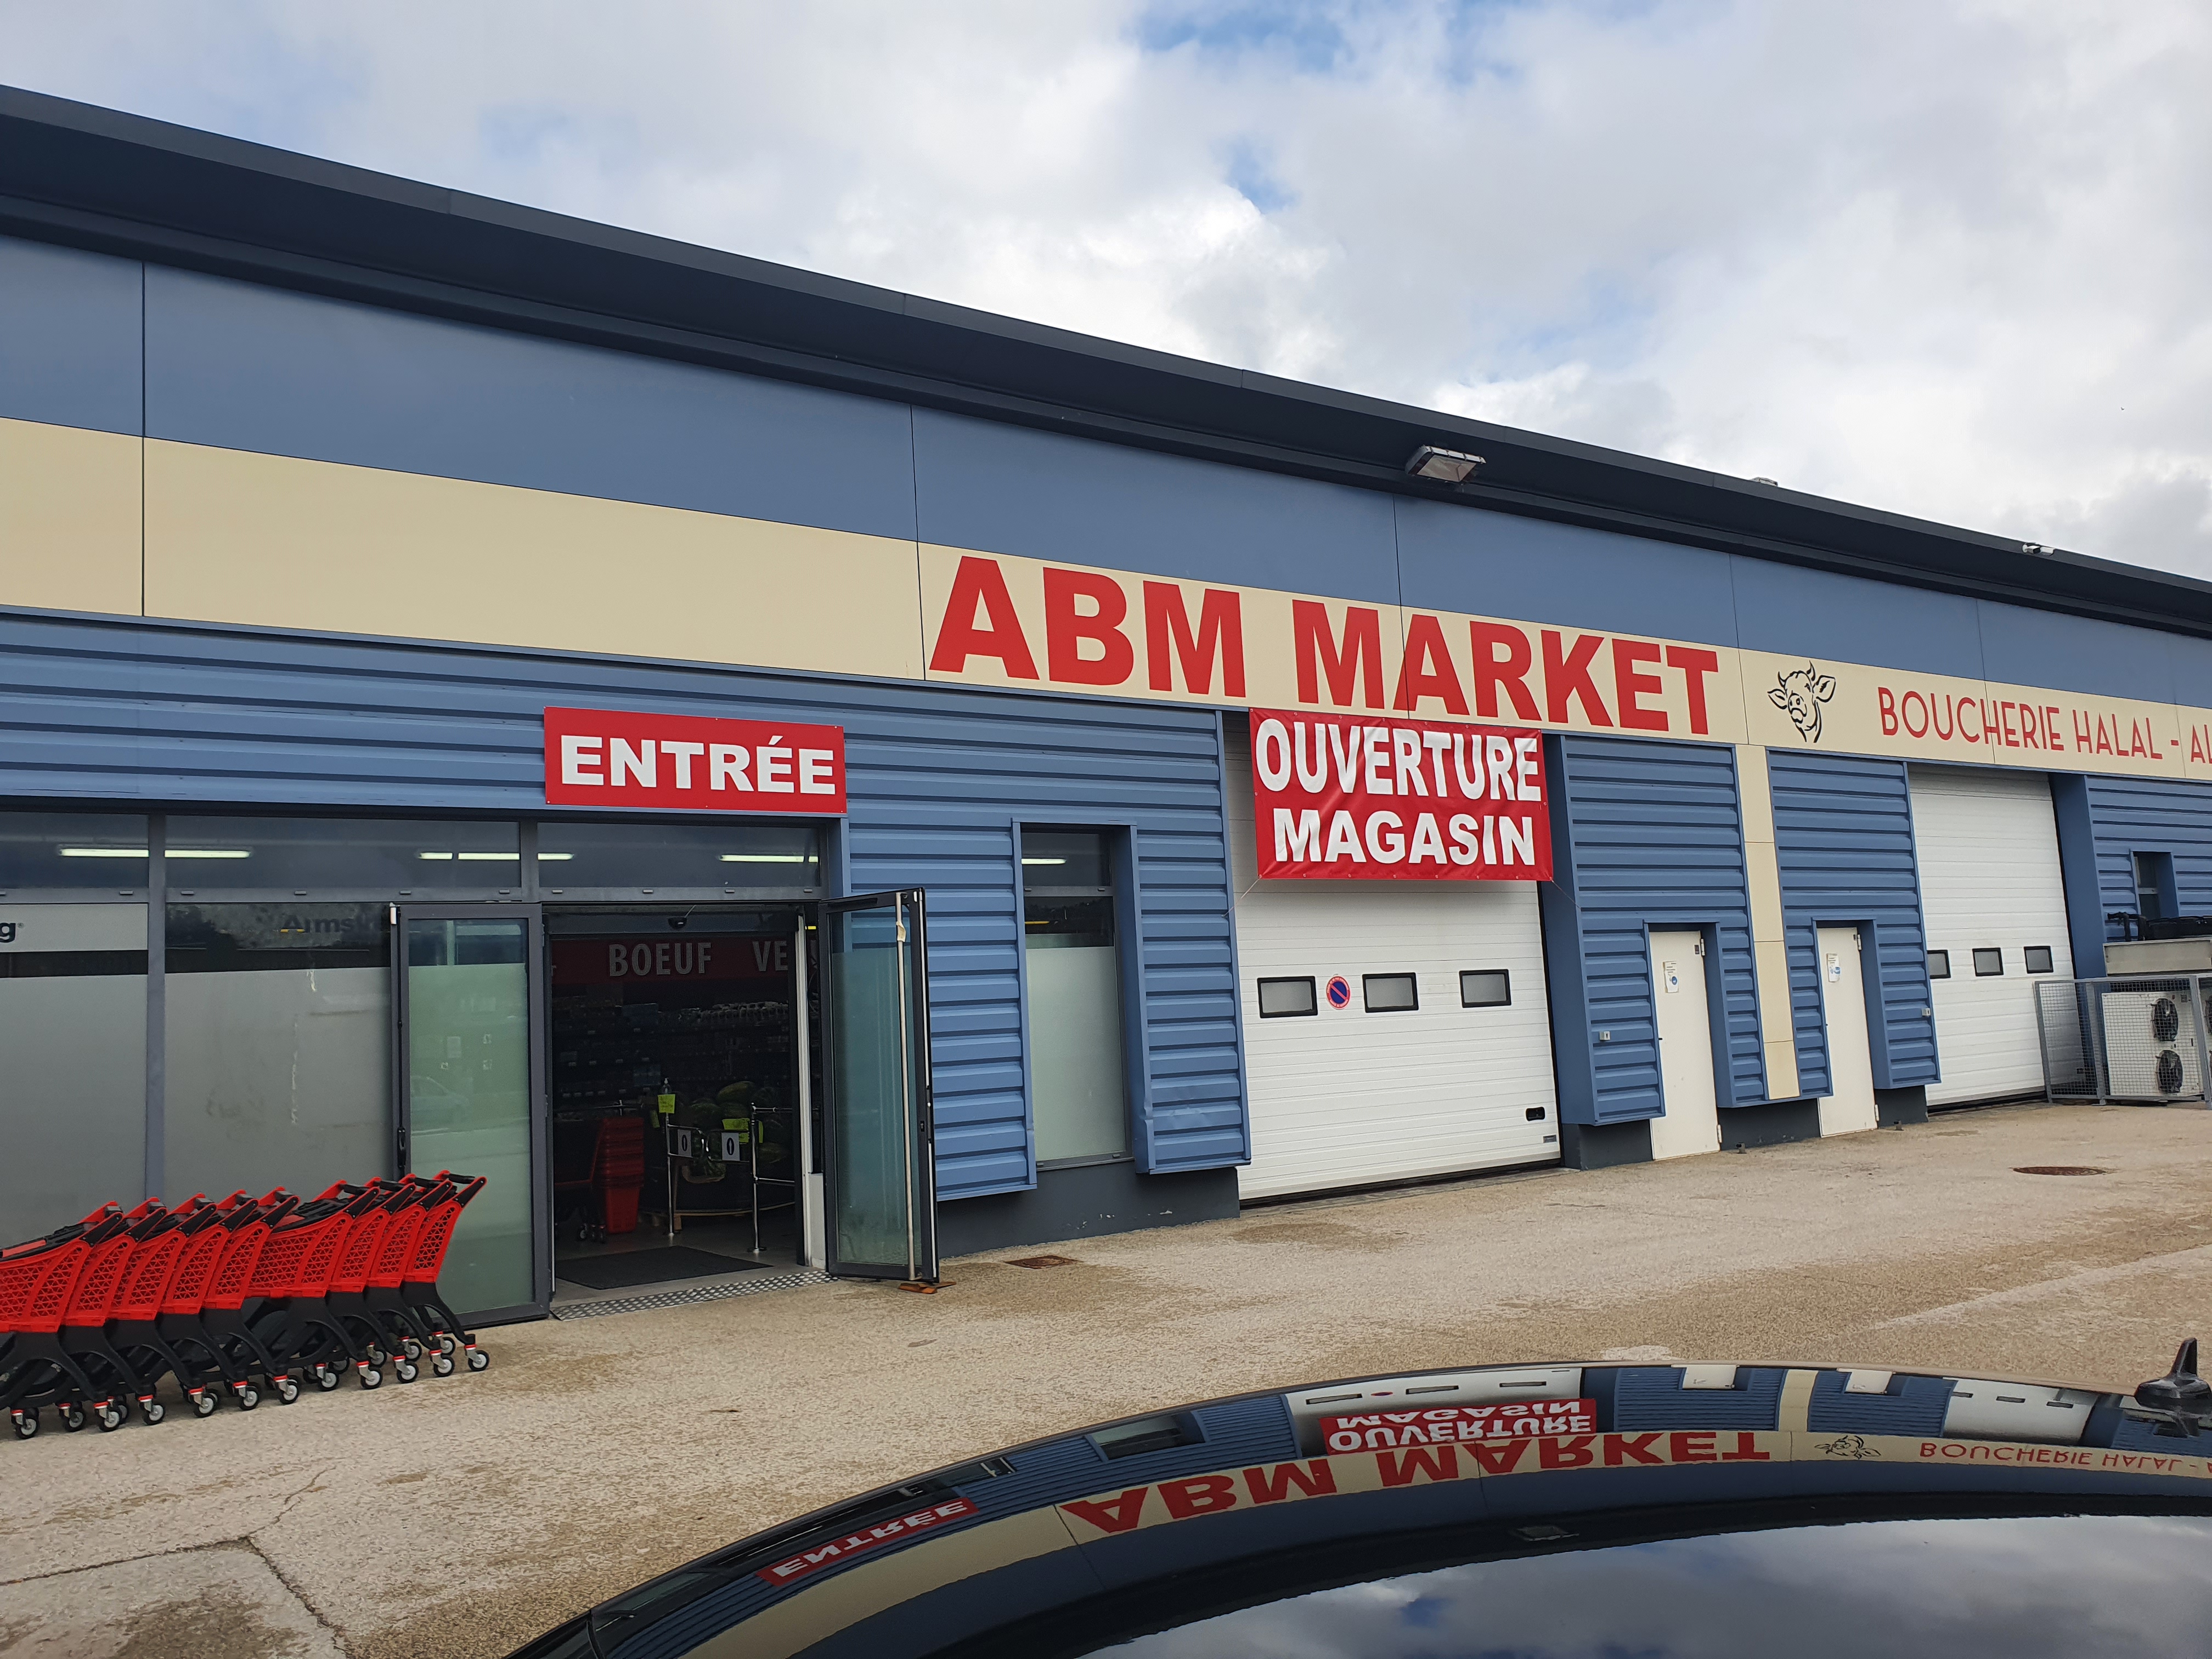 ABM MARKET
BOUCHERIE HALAL -
ENTRÉE
OUVERTURE
MAGASIN
BOEUF